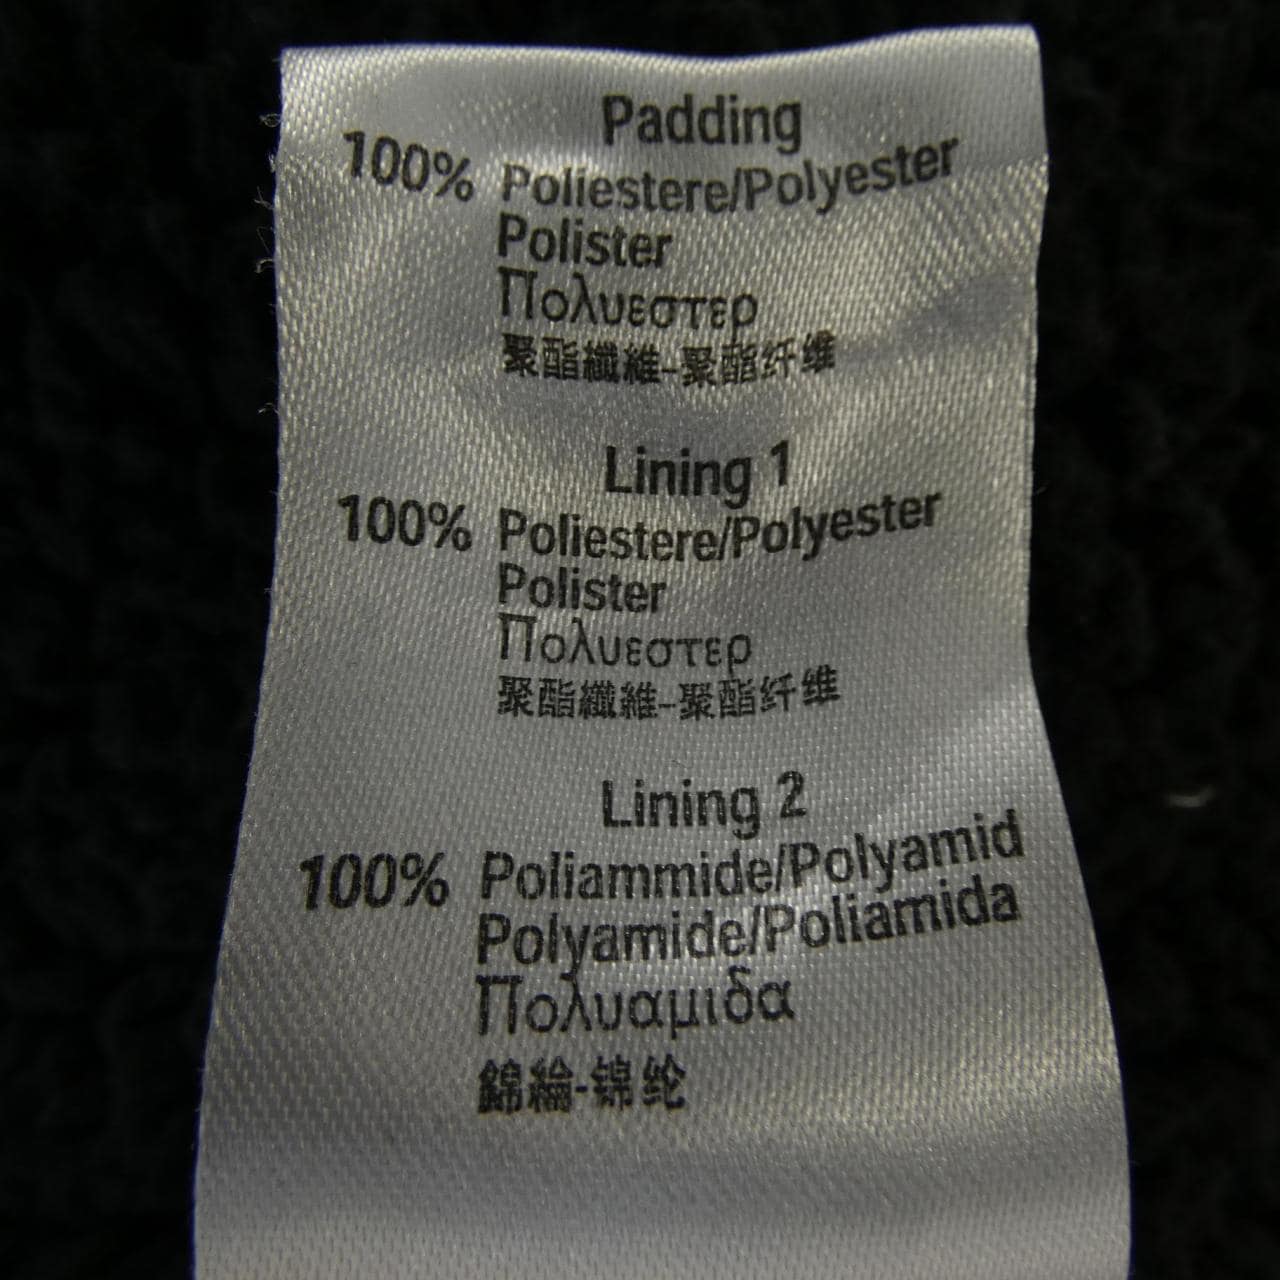 Padding
100% Poliestere/Polyester
Polister
Πολυεστερ
聚酯纖維-聚酯纤维
Lining 1
100% Poliestere/Polyester
Polister
Πολυεστερ
聚酯纖維-聚酯纤维
Lining 2
100% Poliammide/Polyamid
Polyamide/Poliamida
Πολυαμιδα
錦綸-锦纶